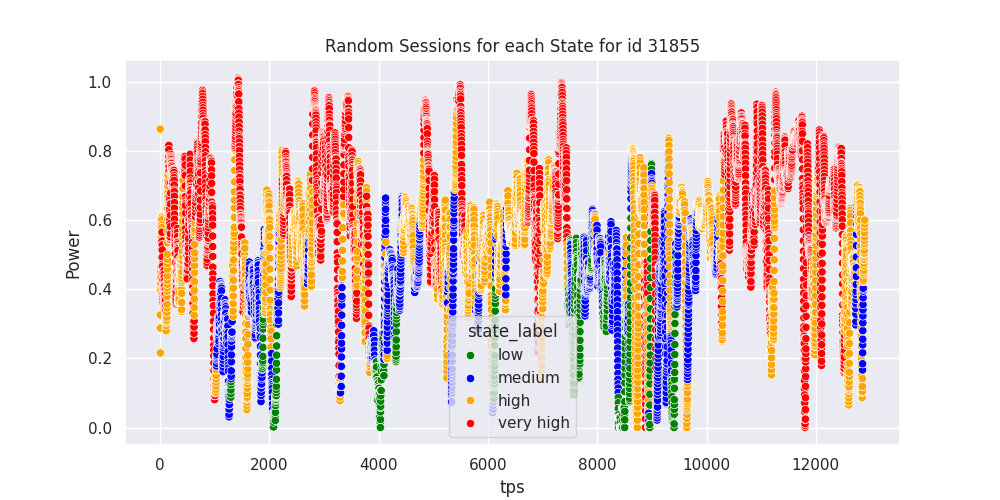 Random Sessions for each State for id 31855
Power
1.0
0.8
0.6
0.4
0.2
0.0
state_label
low
medium
high
very high
0 2000 4000 6000 8000 10000 12000
tps